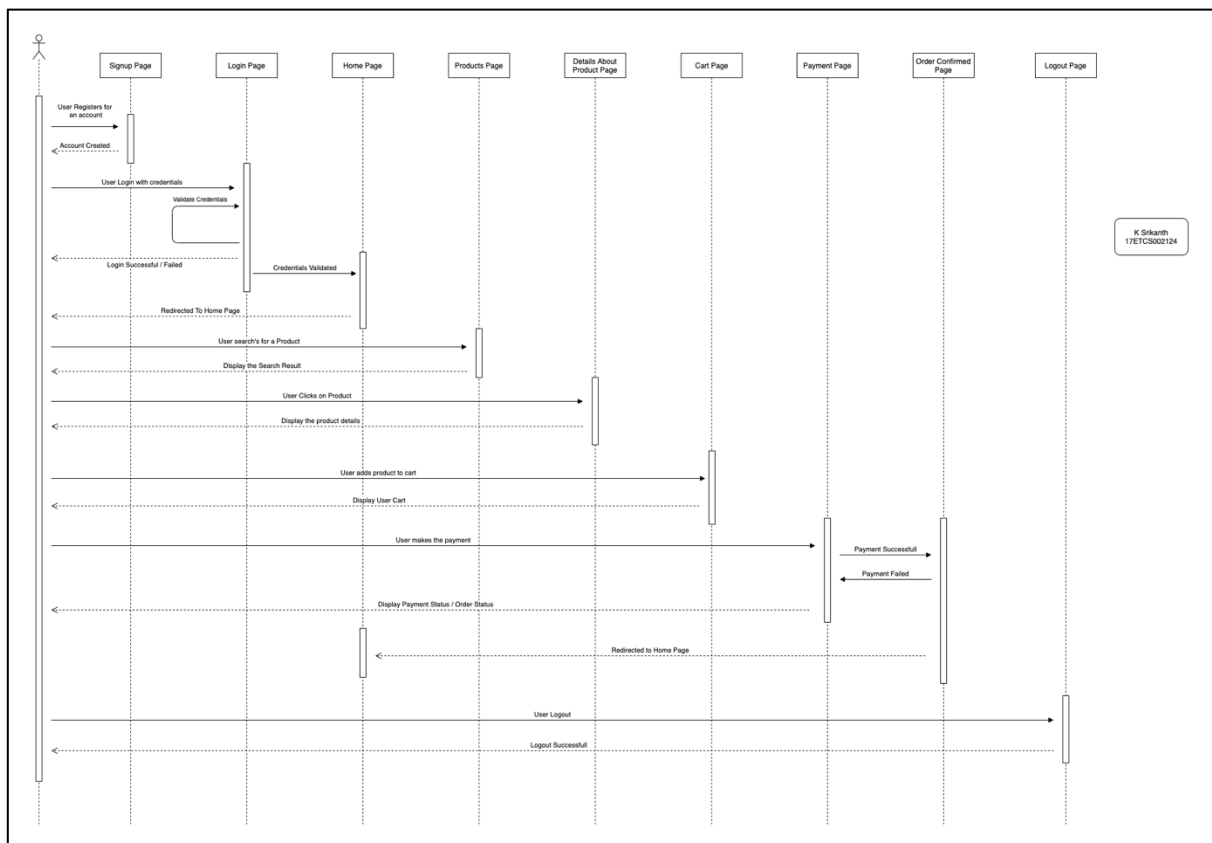 Signup Page
Login Page
Home Page
Products Page
Details About
Product Page
Cart Page
Payment Page
Order Confirmed
Page
Logout Page
User Registers for
an account
Account Created
User Login with credentials
Validate Credentials
K Srikanth
17ETCS002124
Login Successful / Failed
Credentials Validated
Redirected To Home Page
User search's for a Product
Display the Search Result
User Clicks on Product
Display the product details
User adds product to cart
Display User Cart
User makes the payment
Payment Successfull
Payment Failed
Display Payment Status / Order Status
Redirected to Home Page
User Logout
Logout Successfull